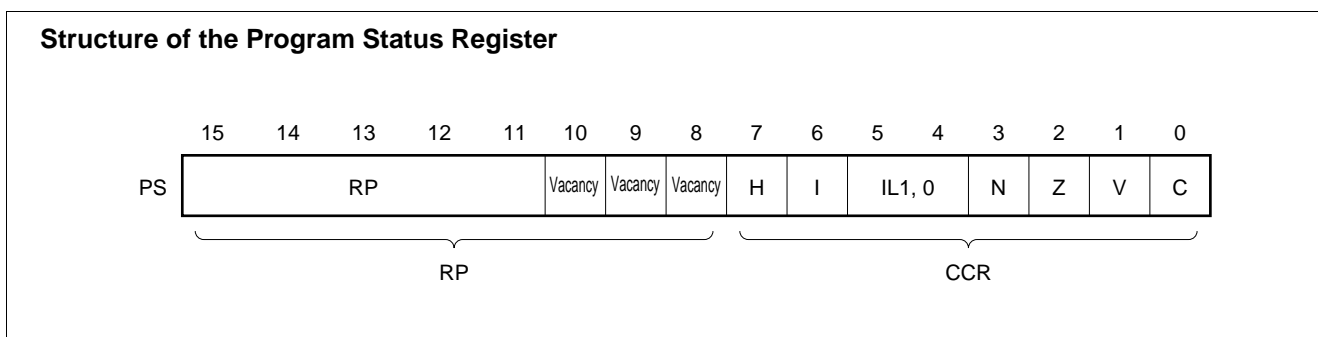 Structure of the Program Status Register
15 14 13 12 11 10 9 8 7 6 5 4 3 2 1 0
PS RP Vacancy Vacancy Vacancy H I IL1, 0 N Z V C
RP CCR